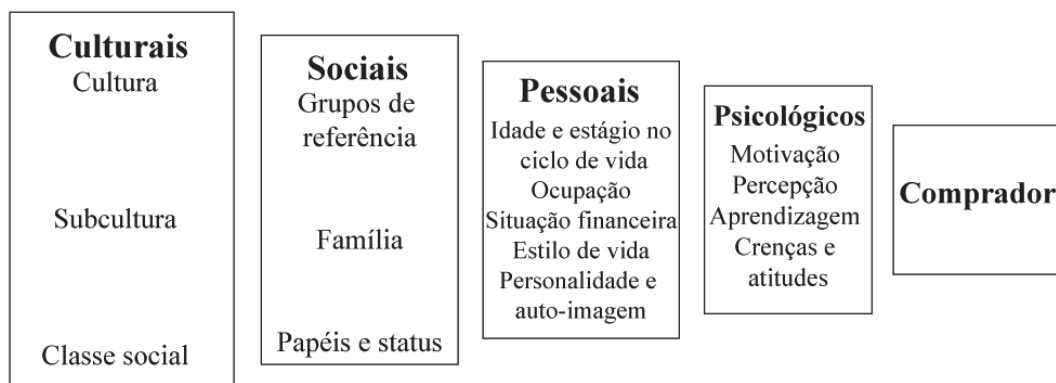 Culturais
Cultura
Subcultura
Classe social
Sociais
Grupos de
referência
Família
Papéis e status
Pessoais
Idade e estágio no
ciclo de vida
Ocupação
Situação financeira
Estilo de vida
Personalidade e
auto-imagem
Psicológicos
Motivação
Percepção
Aprendizagem
Crenças e
atitudes
Comprador